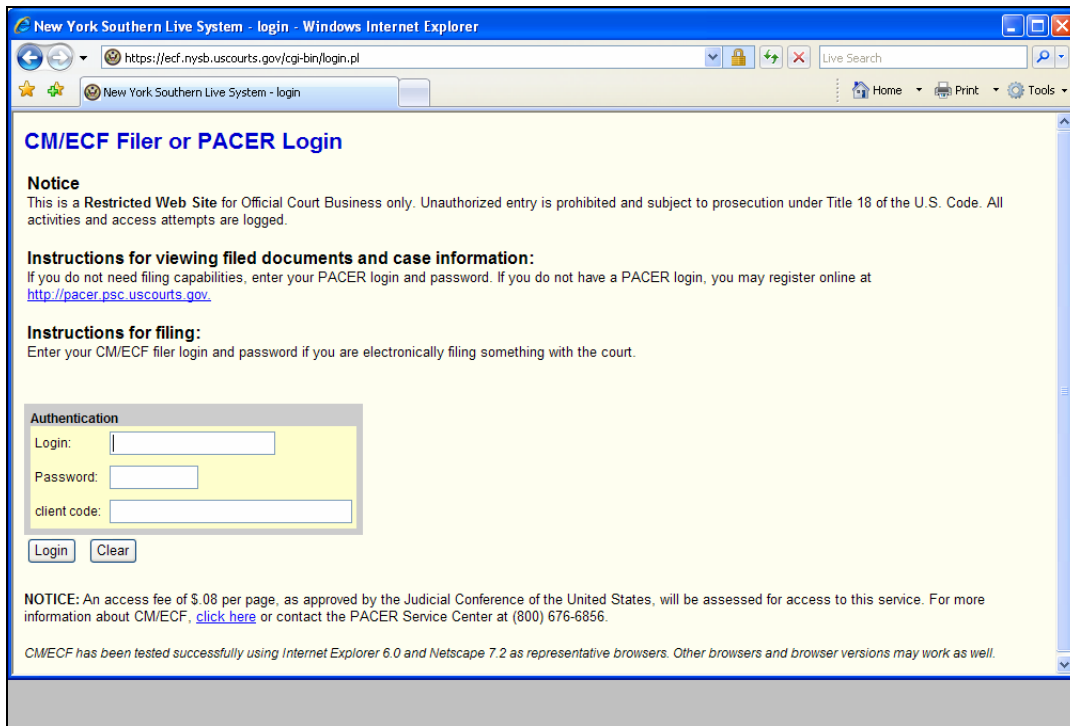 New York Southern Live System - login - Windows Internet Explorer
https://ecf.nysb.uscourts.gov/cgi-bin/login.pl
Live Search
New York Southern Live System - login
Home
Print
Tools
CM/ECF Filer or PACER Login
Notice
This is a Restricted Web Site for Official Court Business only. Unauthorized entry is prohibited and subject to prosecution under Title 18 of the U.S. Code. All
activities and access attempts are logged.
Instructions for viewing filed documents and case information:
If you do not need filing capabilities, enter your PACER login and password. If you do not have a PACER login, you may register online at
http://pacer.psc.uscourts.gov.
Instructions for filing:
Enter your CM/ECF filer login and password if you are electronically filing something with the court.
Authentication
Login:
Password:
client code:
Login Clear
NOTICE: An access fee of $.08 per page, as approved by the Judicial Conference of the United States, will be assessed for access to this service. For more
information about CM/ECF, click here or contact the PACER Service Center at (800) 676-6856.
CM/ECF has been tested successfully using Internet Explorer 6.0 and Netscape 7.2 as representative browsers. Other browsers and browser versions may work as well.